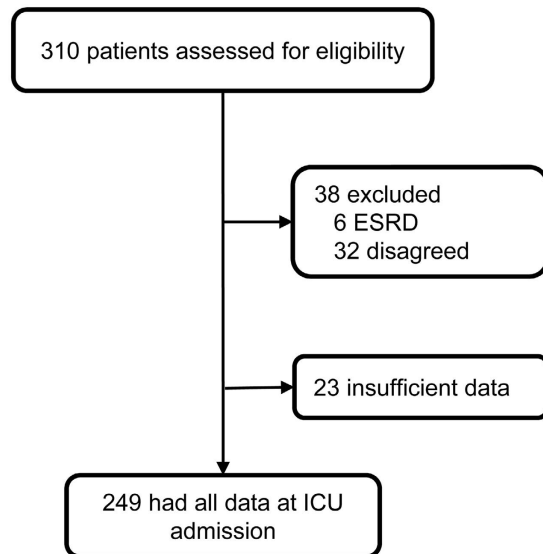 310 patients assessed for eligibility
38 excluded
6 ESRD
32 disagreed
23 insufficient data
249 had all data at ICU
admission